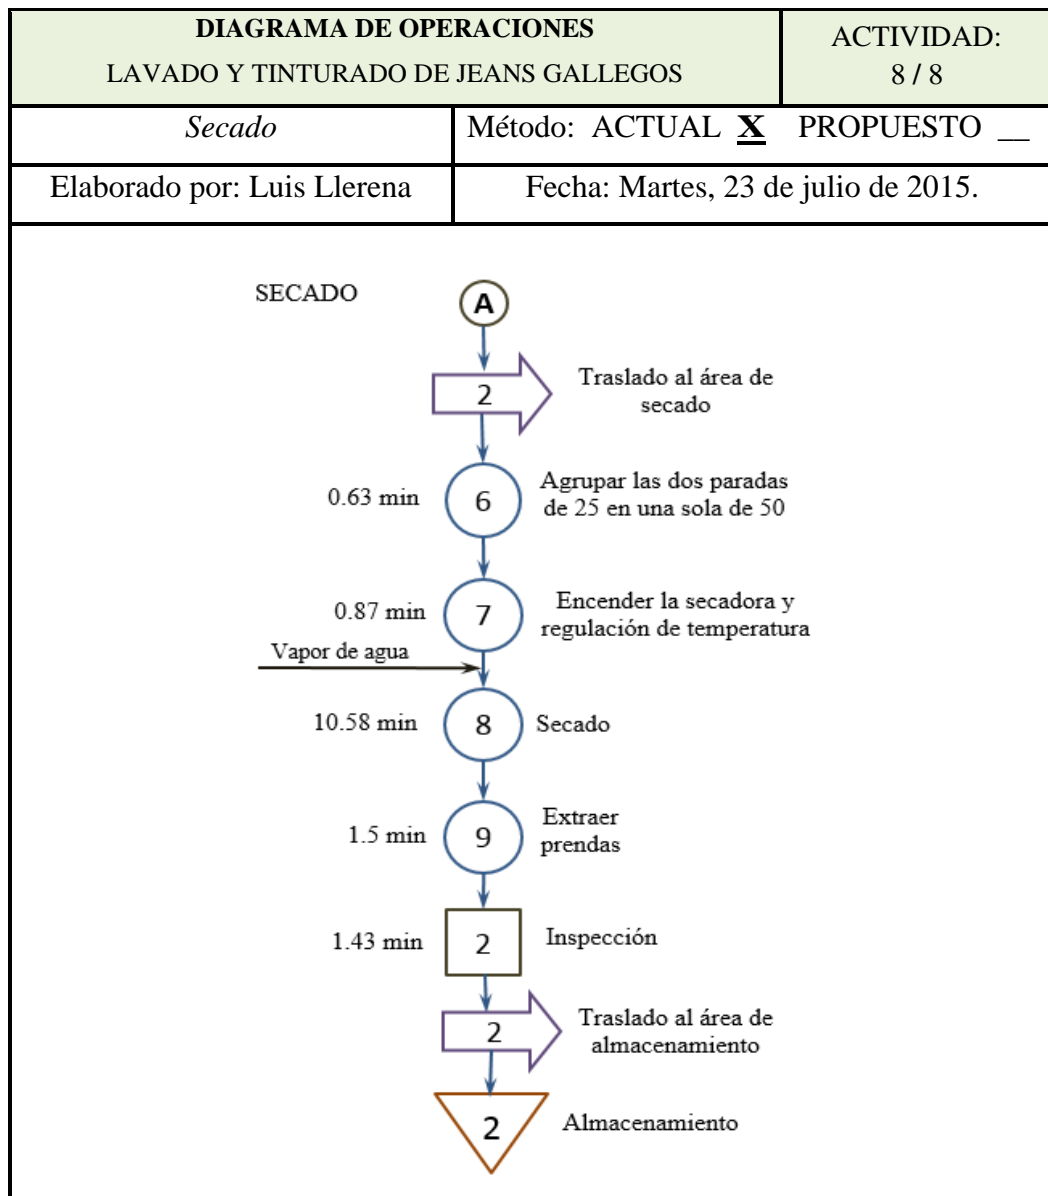 DIAGRAMA DE OPERACIONES
LAVADO Y TINTURADO DE JEANS GALLEGOS
ACTIVIDAD:
8 / 8
Secado
Método: ACTUAL X PROPUESTO __
Elaborado por: Luis Llerena
Fecha: Martes, 23 de julio de 2015.
SECADO
A
2
Traslado al área de
secado
0.63 min
6
Agrupar las dos paradas
de 25 en una sola de 50
0.87 min
7
Encender la secadora y
regulación de temperatura
Vapor de agua
10.58 min
8
Secado
1.5 min
9
Extraer
prendas
1.43 min
2
Inspección
2
Traslado al área de
almacenamiento
2
Almacenamiento